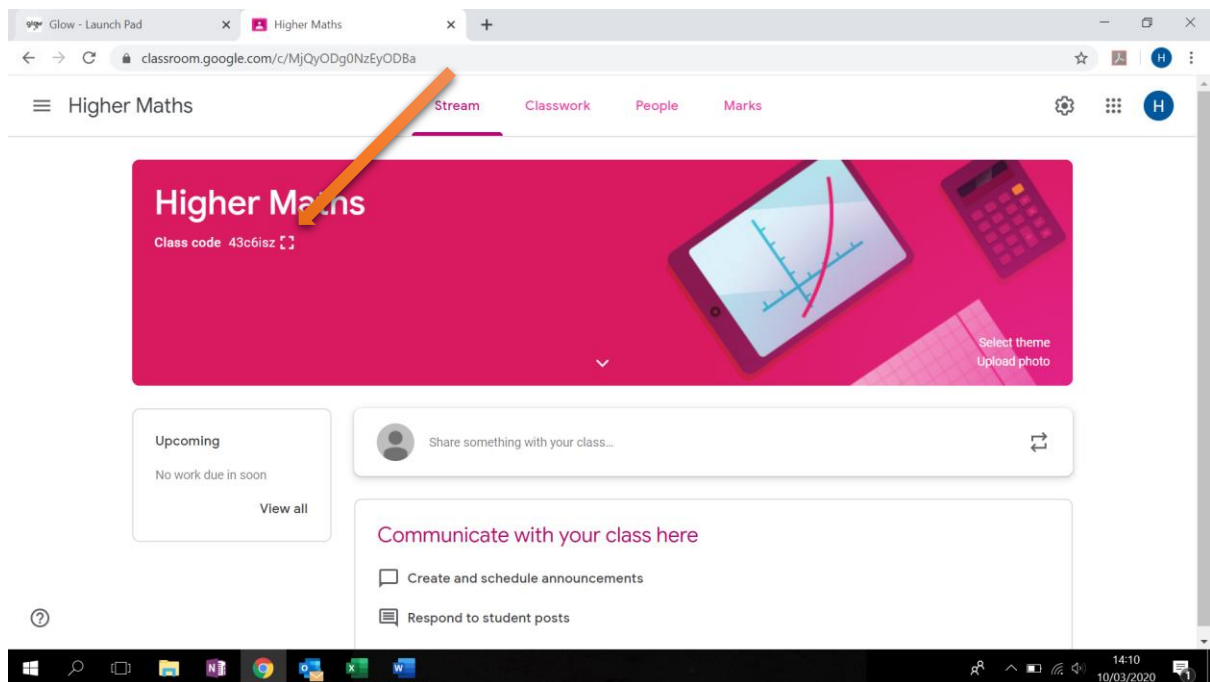 glow Glow - Launch Pad Higher Maths
classroom.google.com/c/MjQyODg0NzEyODBa H
Higher Maths Stream Classwork People Marks H
Higher Maths
Class code 43c6isz
Select theme
Upload photo
Upcoming
No work due in soon
View all
Share something with your class...
Communicate with your class here
Create and schedule announcements
Respond to student posts
14:10
10/03/2020